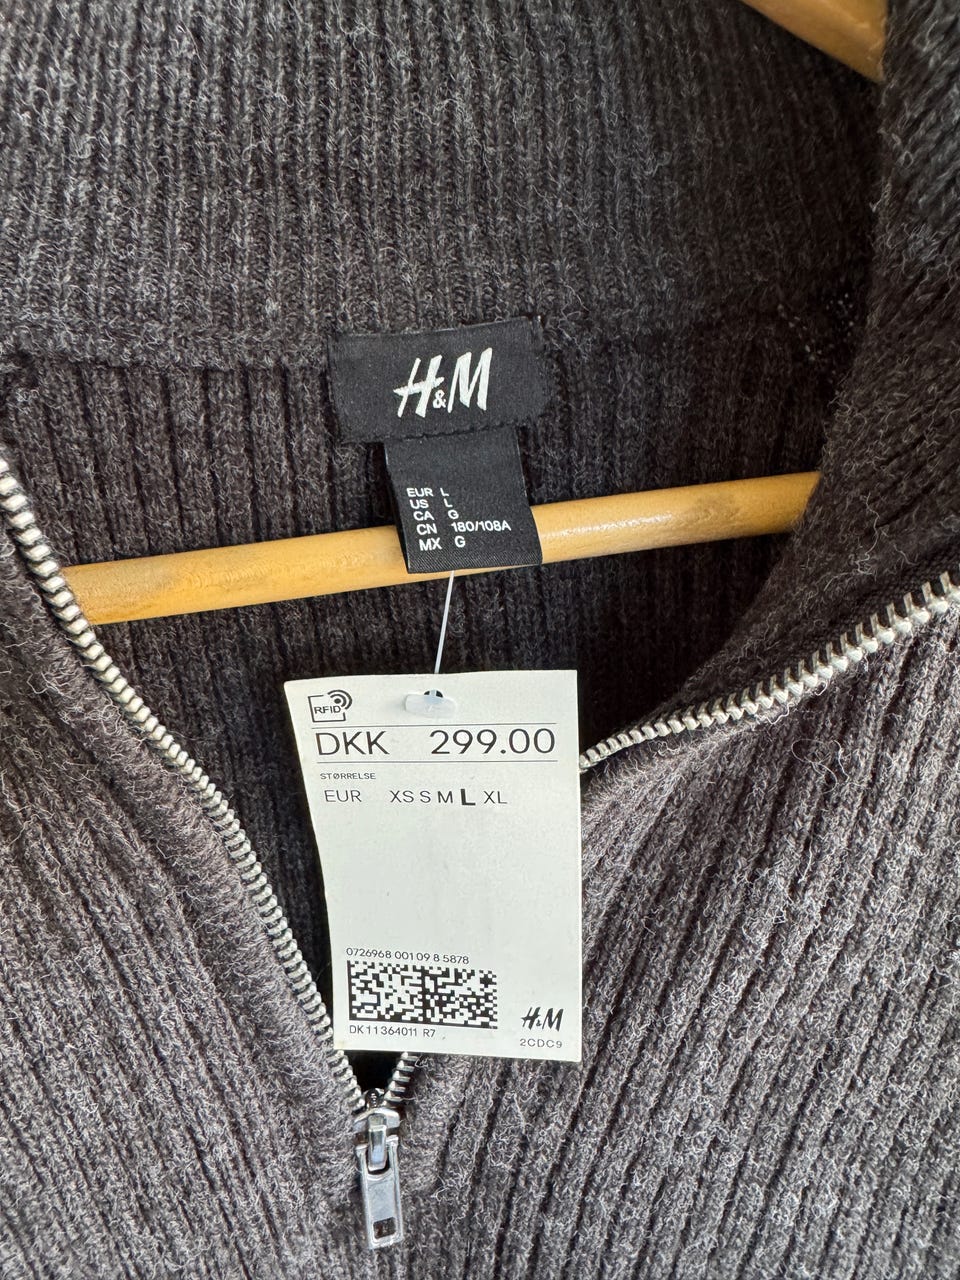 H&M
EUR L
US L
CA G
CN 180/108A
MX G
RFID
DKK 299.00
STØRRELSE
EUR XS S M L XL
0726968 001 09 8 5878
DK11364011 R7
H&M
2CDC9